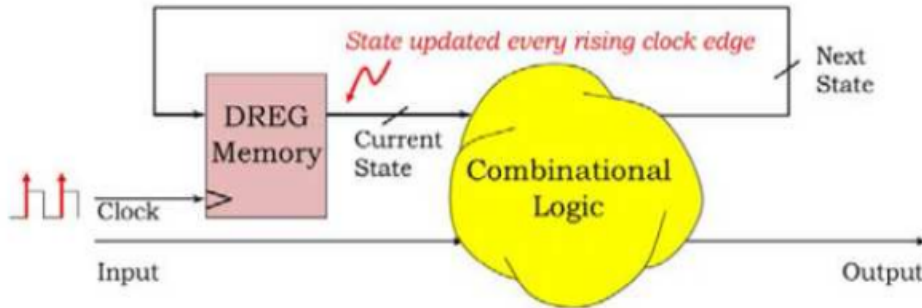 State updated every rising clock edge
Next
State
DREG
Memory
Current
State
Combinational
Logic
Clock
Input
Output